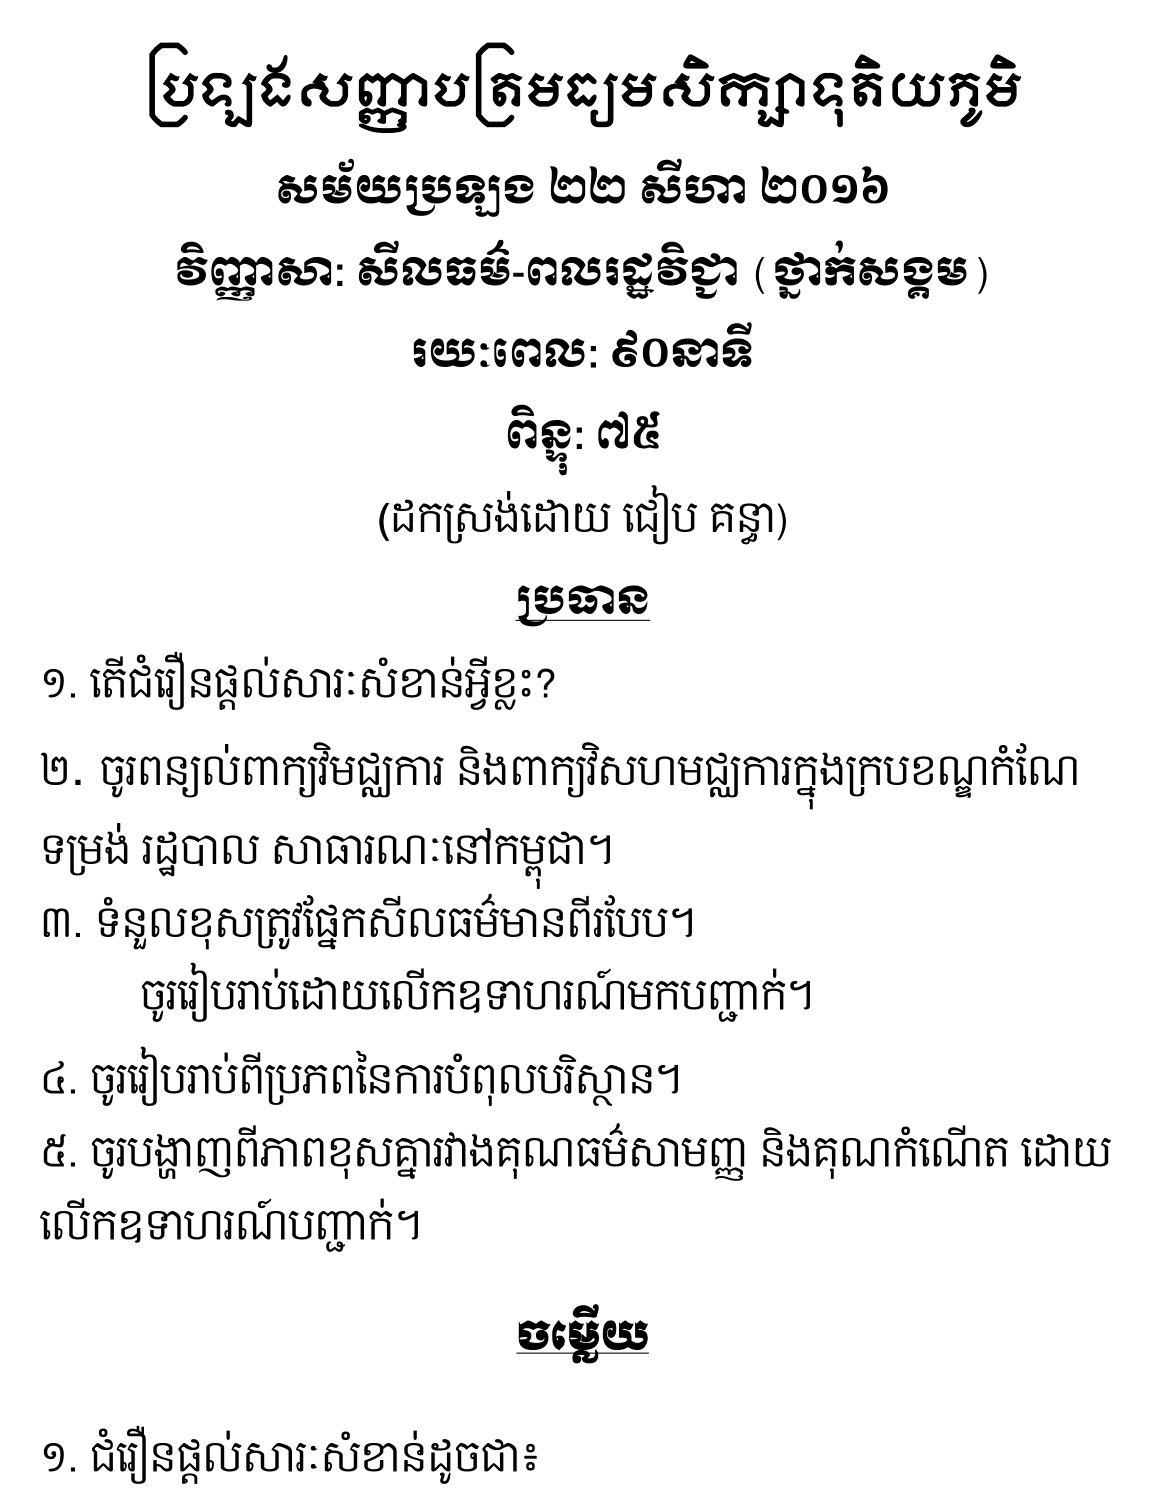 ប្រឡងសញ្ញាបត្រមធ្យមសិក្សាទុតិយភូមិ
សម័យប្រឡង ២២ សីហា ២០១៦
វិញ្ញាសា: សីលធម៌-ពលរដ្ឋវិជ្ជា (ថ្នាក់សង្គម)
រយៈពេល: ៩០នាទី
ពិន្ទុ: ៧៥
(ដកស្រង់ដោយ ជៀប គន្ធា)
ប្រធាន
១. តើជំរឿនផ្តល់សារៈសំខាន់អ្វីខ្លះ?
២. ចូរពន្យល់ពាក្យវិមជ្ឈការ និងពាក្យវិសហមជ្ឈការក្នុងក្របខណ្ឌកំណែ
ទម្រង់ រដ្ឋបាល សាធារណៈនៅកម្ពុជា។
៣. ទំនួលខុសត្រូវផ្នែកសីលធម៌មានពីរបែប។
ចូររៀបរាប់ដោយលើកឧទាហរណ៍មកបញ្ជាក់។
៤. ចូររៀបរាប់ពីប្រភពនៃការបំពុលបរិស្ថាន។
៥. ចូរបង្ហាញពីភាពខុសគ្នារវាងគុណធម៌សាមញ្ញ និងគុណកំណើត ដោយ
លើកឧទាហរណ៍បញ្ជាក់។
ចម្លើយ
១. ជំរឿនផ្តល់សារៈសំខាន់ដូចជា៖